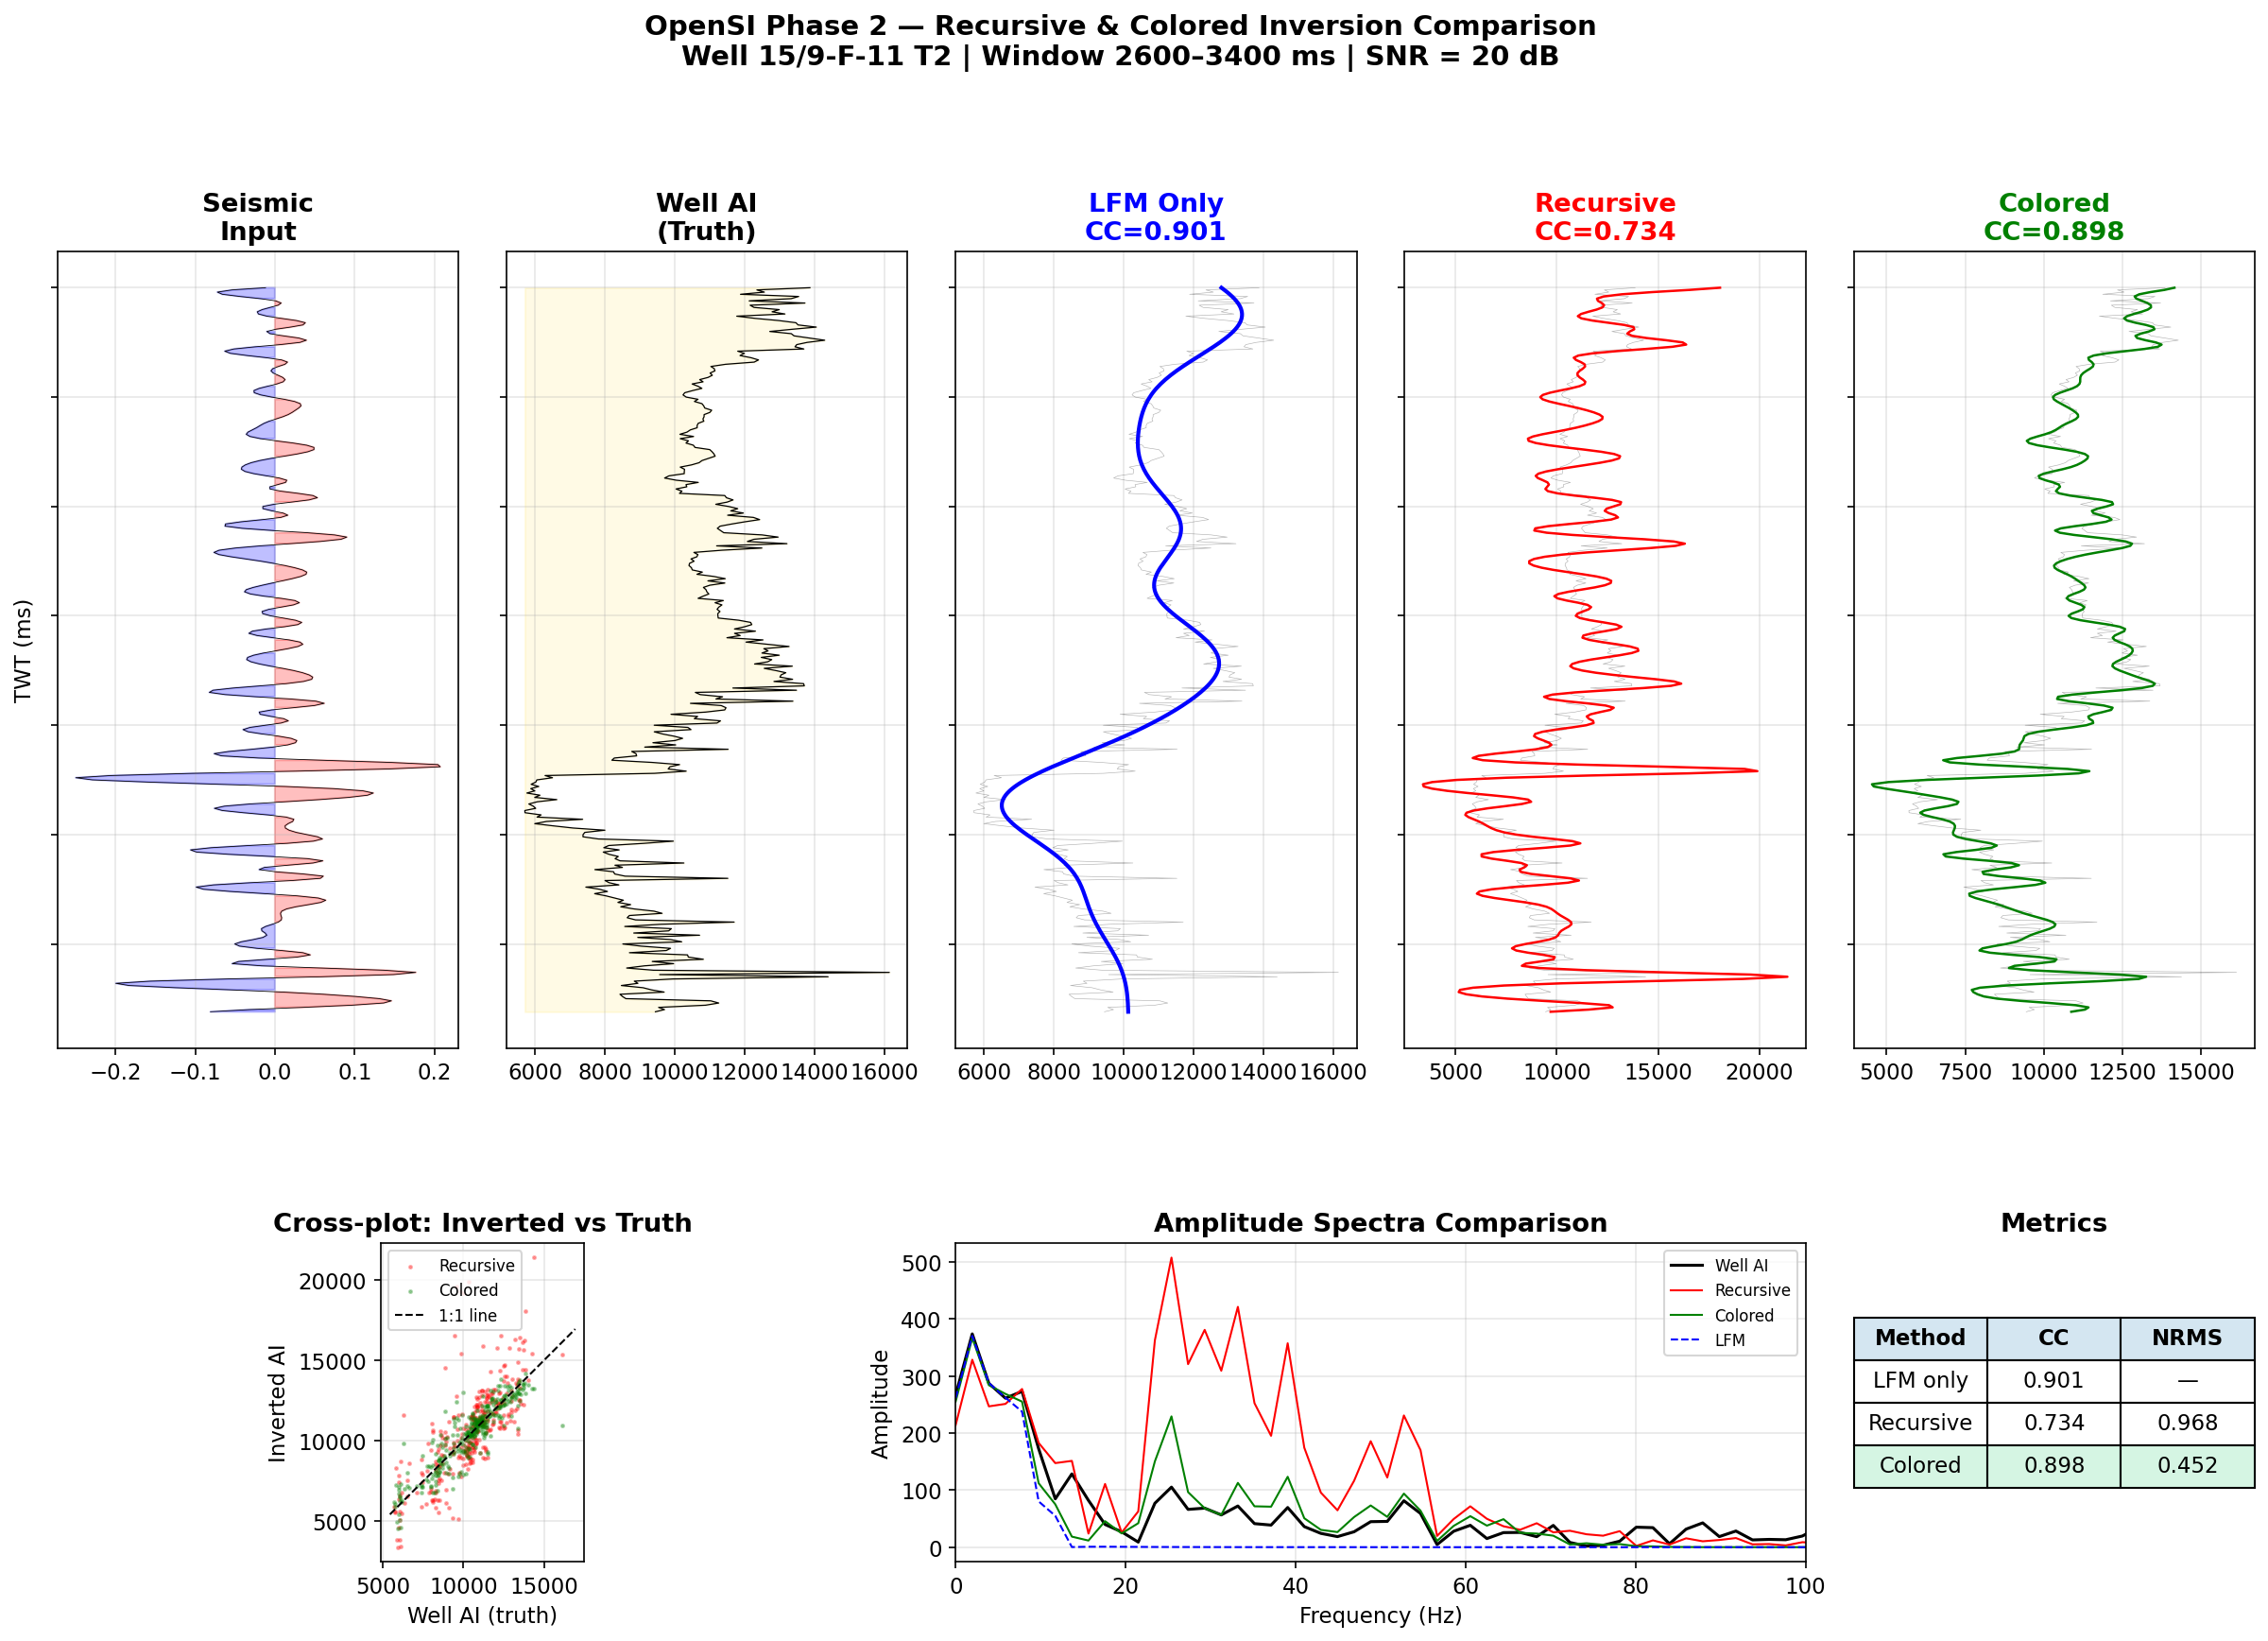 OpenSI Phase 2 — Recursive & Colored Inversion Comparison
Well 15/9-F-11 T2 | Window 2600–3400 ms | SNR = 20 dB
Seismic
Input
Well AI
(Truth)
LFM Only
CC=0.901
Recursive
CC=0.734
Colored
CC=0.898
TWT (ms)
−0.2 −0.1 0.0 0.1 0.2
6000 8000 10000 12000 14000 16000
6000 8000 10000 12000 14000 16000
5000 10000 15000 20000
5000 7500 10000 12500 15000
Cross-plot: Inverted vs Truth
Recursive
Colored
1:1 line
Inverted AI
20000
15000
10000
5000
5000 10000 15000
Well AI (truth)
Amplitude Spectra Comparison
Well AI
Recursive
Colored
LFM
Amplitude
500
400
300
200
100
0
0 20 40 60 80 100
Frequency (Hz)
Metrics
Method CC NRMS
LFM only 0.901 —
Recursive 0.734 0.968
Colored 0.898 0.452